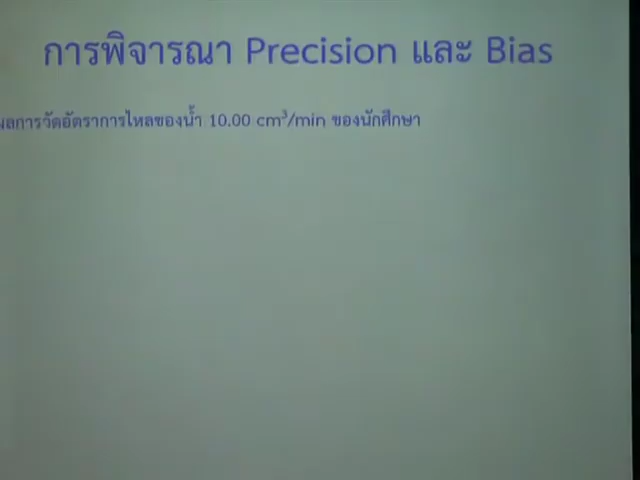 การพิจารณา Precision และ Bias
ผลการวัดอัตราการไหลของน้ำ 10.00 cm³/min ของนักศึกษา